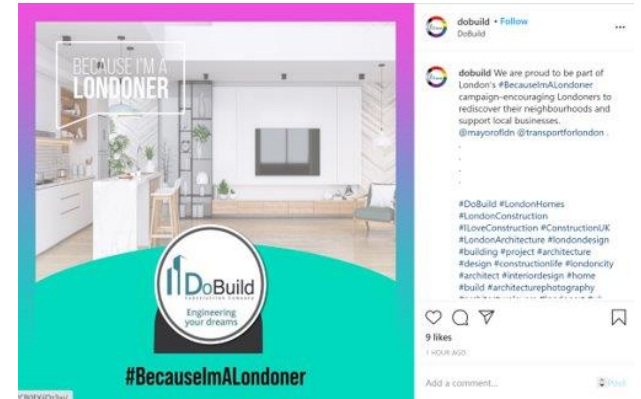 BECAUSE I'M A
LONDONER
DoBuild
CONSTRUCTION COMPANY
Engineering
your dreams
#BecauseImALondoner
dobuild • Follow
DoBuild
dobuild We are proud to be part of
London's #BecauseImALondoner
campaign-encouraging Londoners to
rediscover their neighbourhoods and
support local businesses.
@mayorofldn @transportforlondon .
.
.
.
.
#DoBuild #LondonHomes
#LondonConstruction
#ILoveConstruction #ConstructionUK
#LondonArchitecture #londondesign
#building #project #architecture
#design #constructionlife #londoncity
#architect #interiordesign #home
#build #architecturephotography
9 likes
1 HOUR AGO
Add a comment...
Post